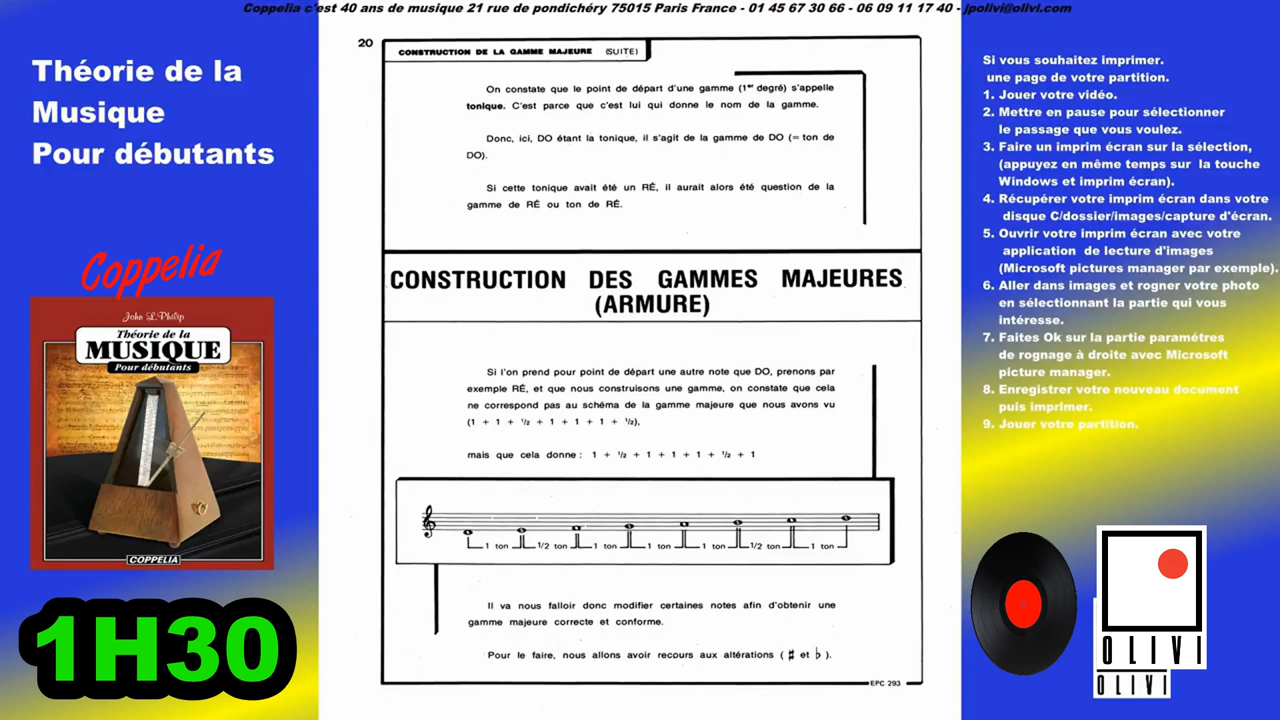 Coppelia c'est 40 ans de musique 21 rue de pondichéry 75015 Paris France - 01 45 67 30 66 - 06 09 11 17 40 - jpolivi@olivi.com
Théorie de la
Musique
Pour débutants
Coppelia
John L. Philip
Théorie de la
MUSIQUE
Pour débutants
COPPELIA
1H30
20
CONSTRUCTION DE LA GAMME MAJEURE (SUITE)
On constate que le point de départ d'une gamme (1er degré) s'appelle
tonique. C'est parce que c'est lui qui donne le nom de la gamme.
Donc, ici, DO étant la tonique, il s'agit de la gamme de DO (= ton de
DO).
Si cette tonique avait été un RÉ, il aurait alors été question de la
gamme de RÉ ou ton de RÉ.
CONSTRUCTION DES GAMMES MAJEURES
(ARMURE)
Si l'on prend pour point de départ une autre note que DO, prenons par
exemple RÉ, et que nous construisons une gamme, on constate que cela
ne correspond pas au schéma de la gamme majeure que nous avons vu
(1 + 1 + 1/2 + 1 + 1 + 1 + 1/2),
mais que cela donne : 1 + 1/2 + 1 + 1 + 1 + 1/2 + 1
1 ton 1/2 ton 1 ton 1 ton 1 ton 1/2 ton 1 ton
Il va nous falloir donc modifier certaines notes afin d'obtenir une
gamme majeure correcte et conforme.
Pour le faire, nous allons avoir recours aux altérations ( ♯ et ♭ ).
EPC 293
Si vous souhaitez imprimer.
une page de votre partition.
1. Jouer votre vidéo.
2. Mettre en pause pour sélectionner
le passage que vous voulez.
3. Faire un imprim écran sur la sélection,
(appuyez en même temps sur la touche
Windows et imprim écran).
4. Récupérer votre imprim écran dans votre
disque C/dossier/images/capture d'écran.
5. Ouvrir votre imprim écran avec votre
application de lecture d'images
(Microsoft pictures manager par exemple).
6. Aller dans images et rogner votre photo
en sélectionnant la partie qui vous
intéresse.
7. Faites Ok sur la partie paramétres
de rognage à droite avec Microsoft
picture manager.
8. Enregistrer votre nouveau document
puis imprimer.
9. Jouer votre partition.
OLIVI
OLIVI